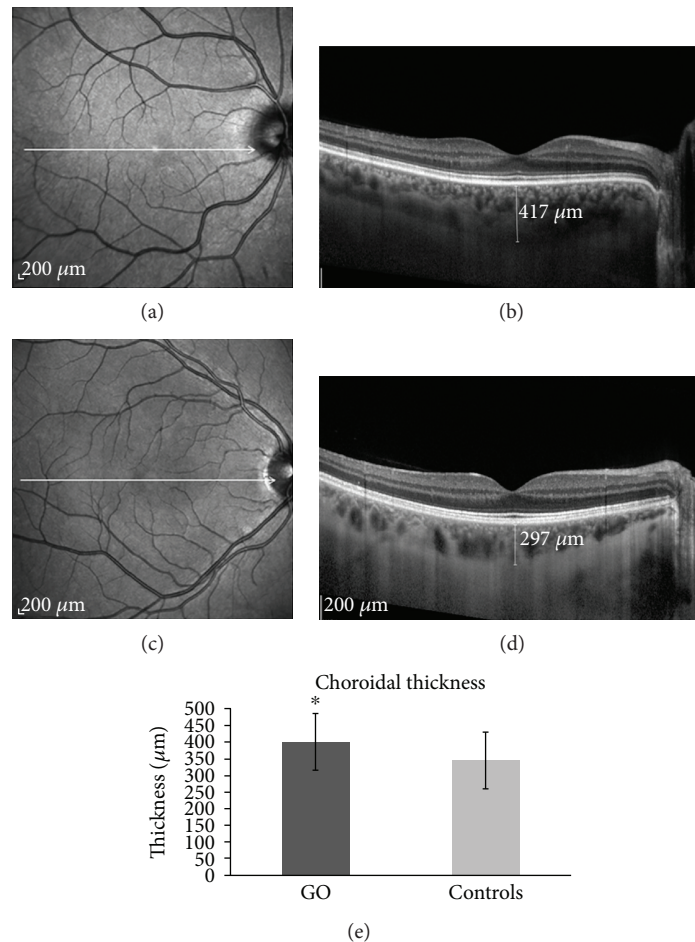 200 µm
(a)
417 µm
(b)
200 µm
(c)
297 µm
200 µm
(d)
Choroidal thickness
*
500
450
400
350
300
250
200
150
100
50
0
Thickness (µm)
GO
Controls
(e)